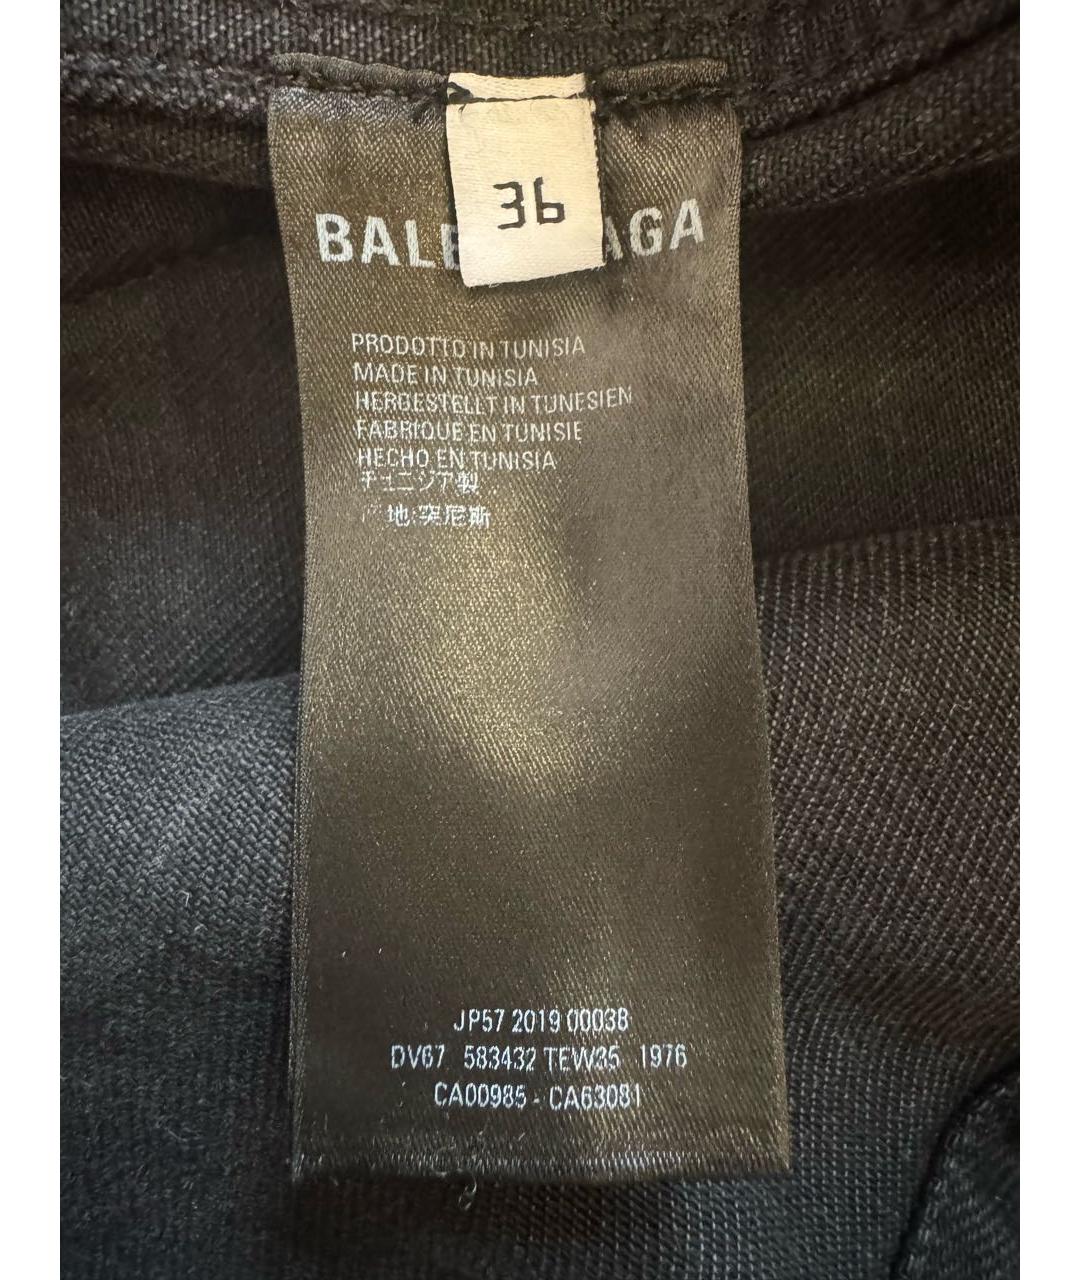 36
BALE AGA
PRODOTTO IN TUNISIA
MADE IN TUNISIA
HERGESTELLT IN TUNESIEN
FABRIQUE EN TUNISIE
HECHO EN TUNISIA
チュニジア製
地:突尼斯
JP57 2019 00038
DV67 583432 TEW35 1976
CA00985 - CA63081